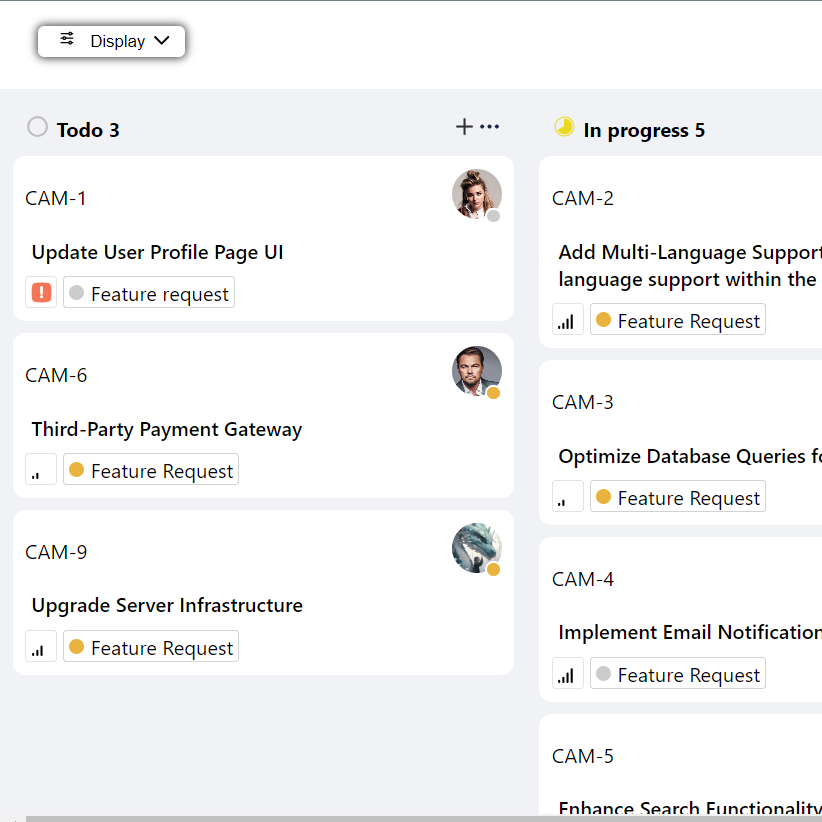 Display
Todo 3
CAM-1
Update User Profile Page UI
Feature request
CAM-6
Third-Party Payment Gateway
Feature Request
CAM-9
Upgrade Server Infrastructure
Feature Request
In progress 5
CAM-2
Add Multi-Language Support
language support within the
Feature Request
CAM-3
Optimize Database Queries fo
Feature Request
CAM-4
Implement Email Notification
Feature Request
CAM-5
Enhance Search Functionality